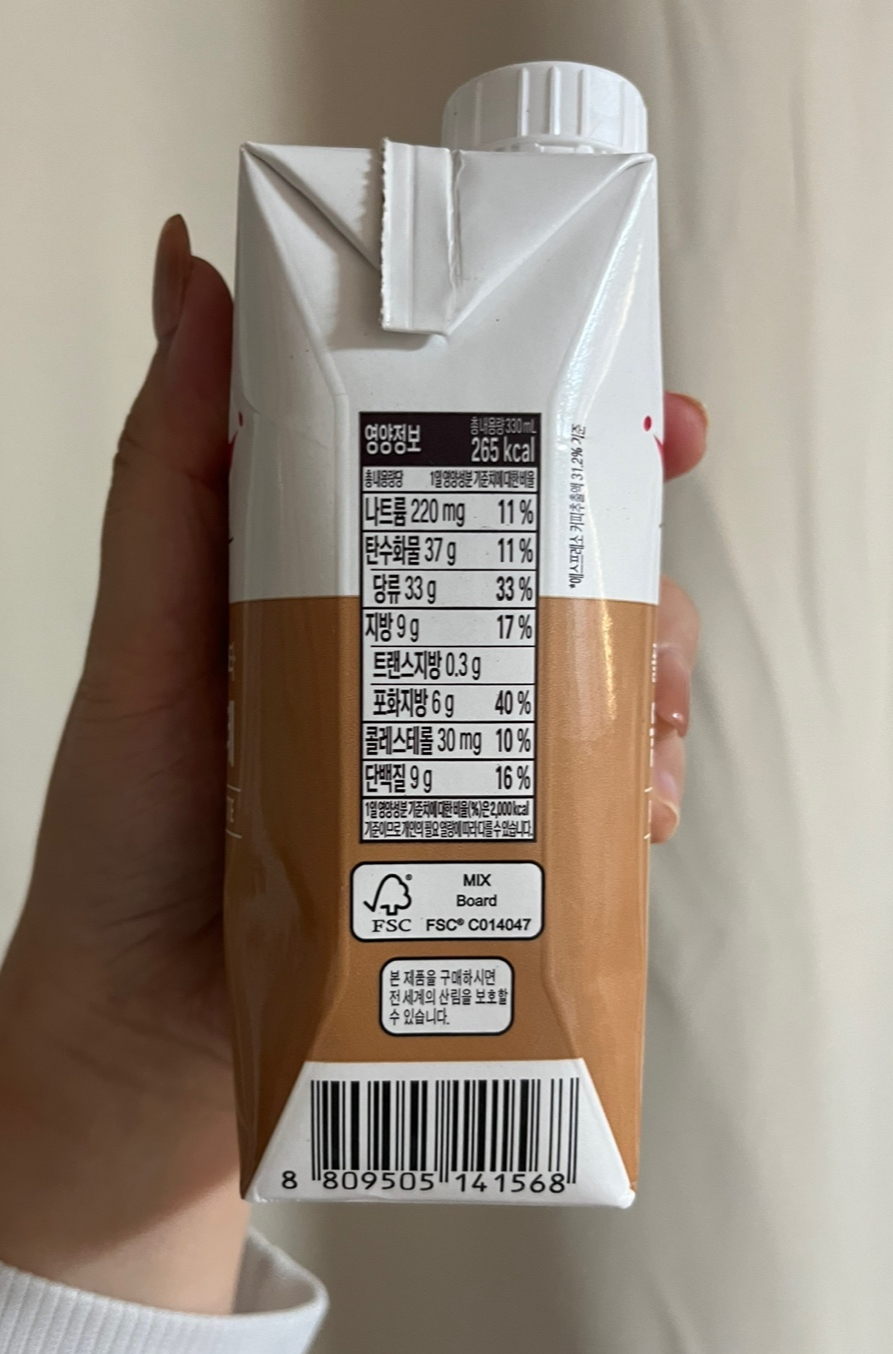 영양정보
총 내용량 330 mL
265 kcal
총 내용량당 1일 영양성분 기준치에 대한 비율
나트륨 220 mg 11 %
탄수화물 37 g 11 %
당류 33 g 33 %
지방 9 g 17 %
트랜스지방 0.3 g
포화지방 6 g 40 %
콜레스테롤 30 mg 10 %
단백질 9 g 16 %
1일 영양성분 기준치에 대한 비율(%)은 2,000 kcal
기준이므로 개인의 필요 열량에 따라 다를 수 있습니다.
*에스프레소 커피추출액 31.2% 기준
MIX
Board
FSC® C014047
FSC
본 제품을 구매하시면
전 세계의 산림을 보호할
수 있습니다.
8 809505 141568